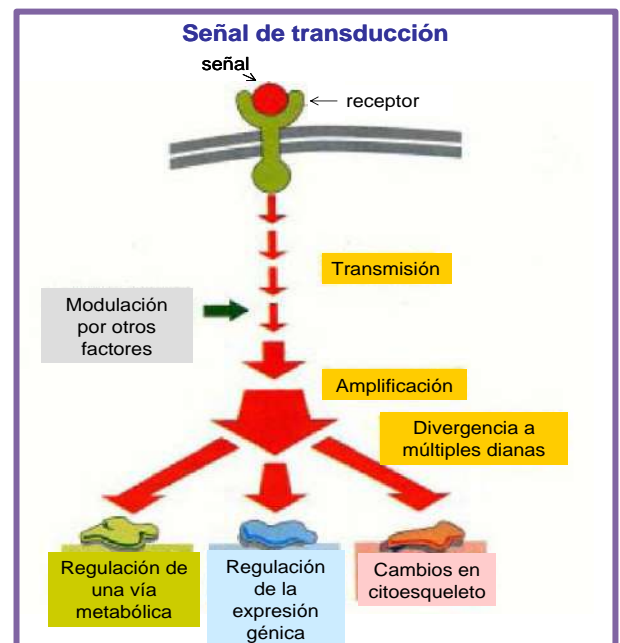 Señal de transducción
señal
receptor
Transmisión
Modulación
por otros
factores
Amplificación
Divergencia a
múltiples dianas
Regulación de
una vía
metabólica
Regulación
de la
expresión
génica
Cambios en
citoesqueleto